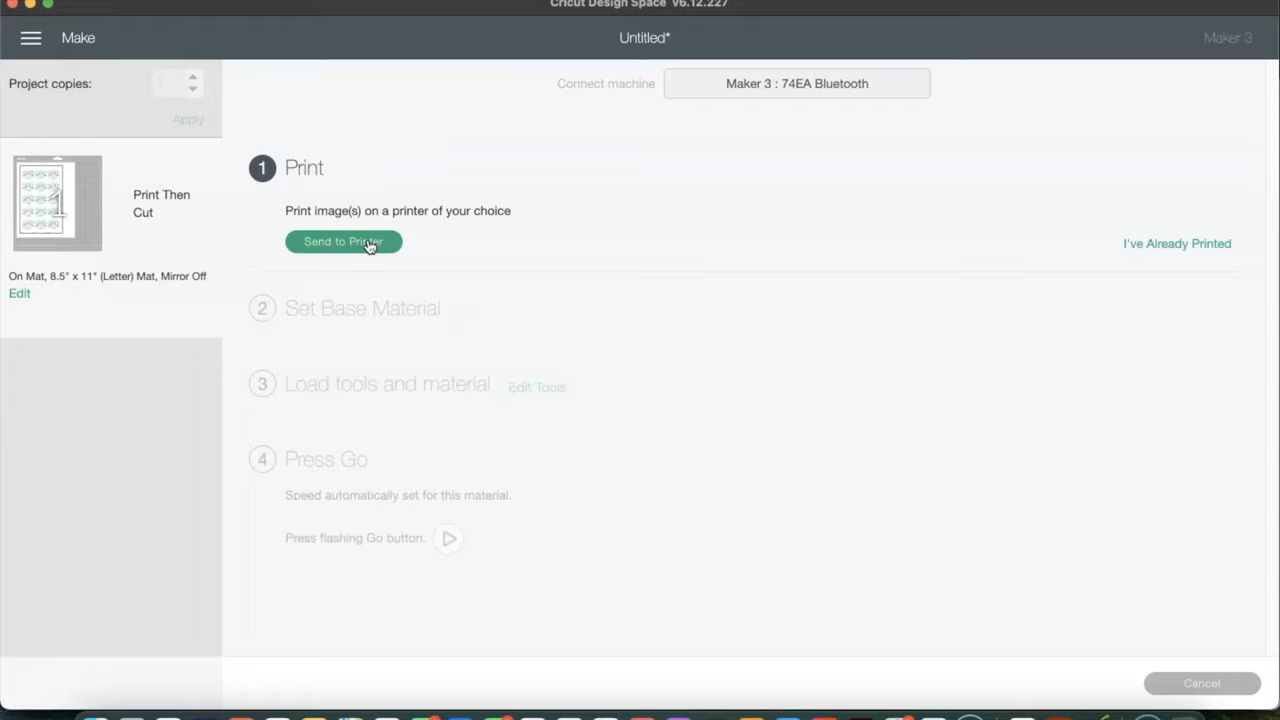 Cricut Design Space v6.12.227
Make
Untitled*
Maker 3
Project copies:
Apply
Connect machine
Maker 3 : 74EA Bluetooth
1
Print Then
Cut
On Mat, 8.5" x 11" (Letter) Mat, Mirror Off
Edit
1 Print
Print image(s) on a printer of your choice
Send to Printer
I've Already Printed
2 Set Base Material
3 Load tools and material Edit Tools
4 Press Go
Speed automatically set for this material.
Press flashing Go button.
Cancel